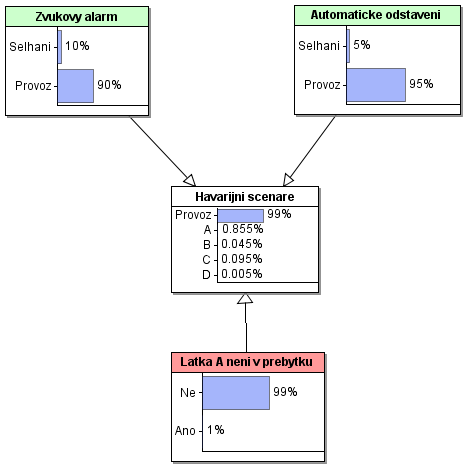 Zvukovy alarm
Selhani 10%
Provoz 90%
Automaticke odstaveni
Selhani 5%
Provoz 95%
Havarijni scenare
Provoz 99%
A 0.855%
B 0.045%
C 0.095%
D 0.005%
Latka A neni v prebytku
Ne 99%
Ano 1%